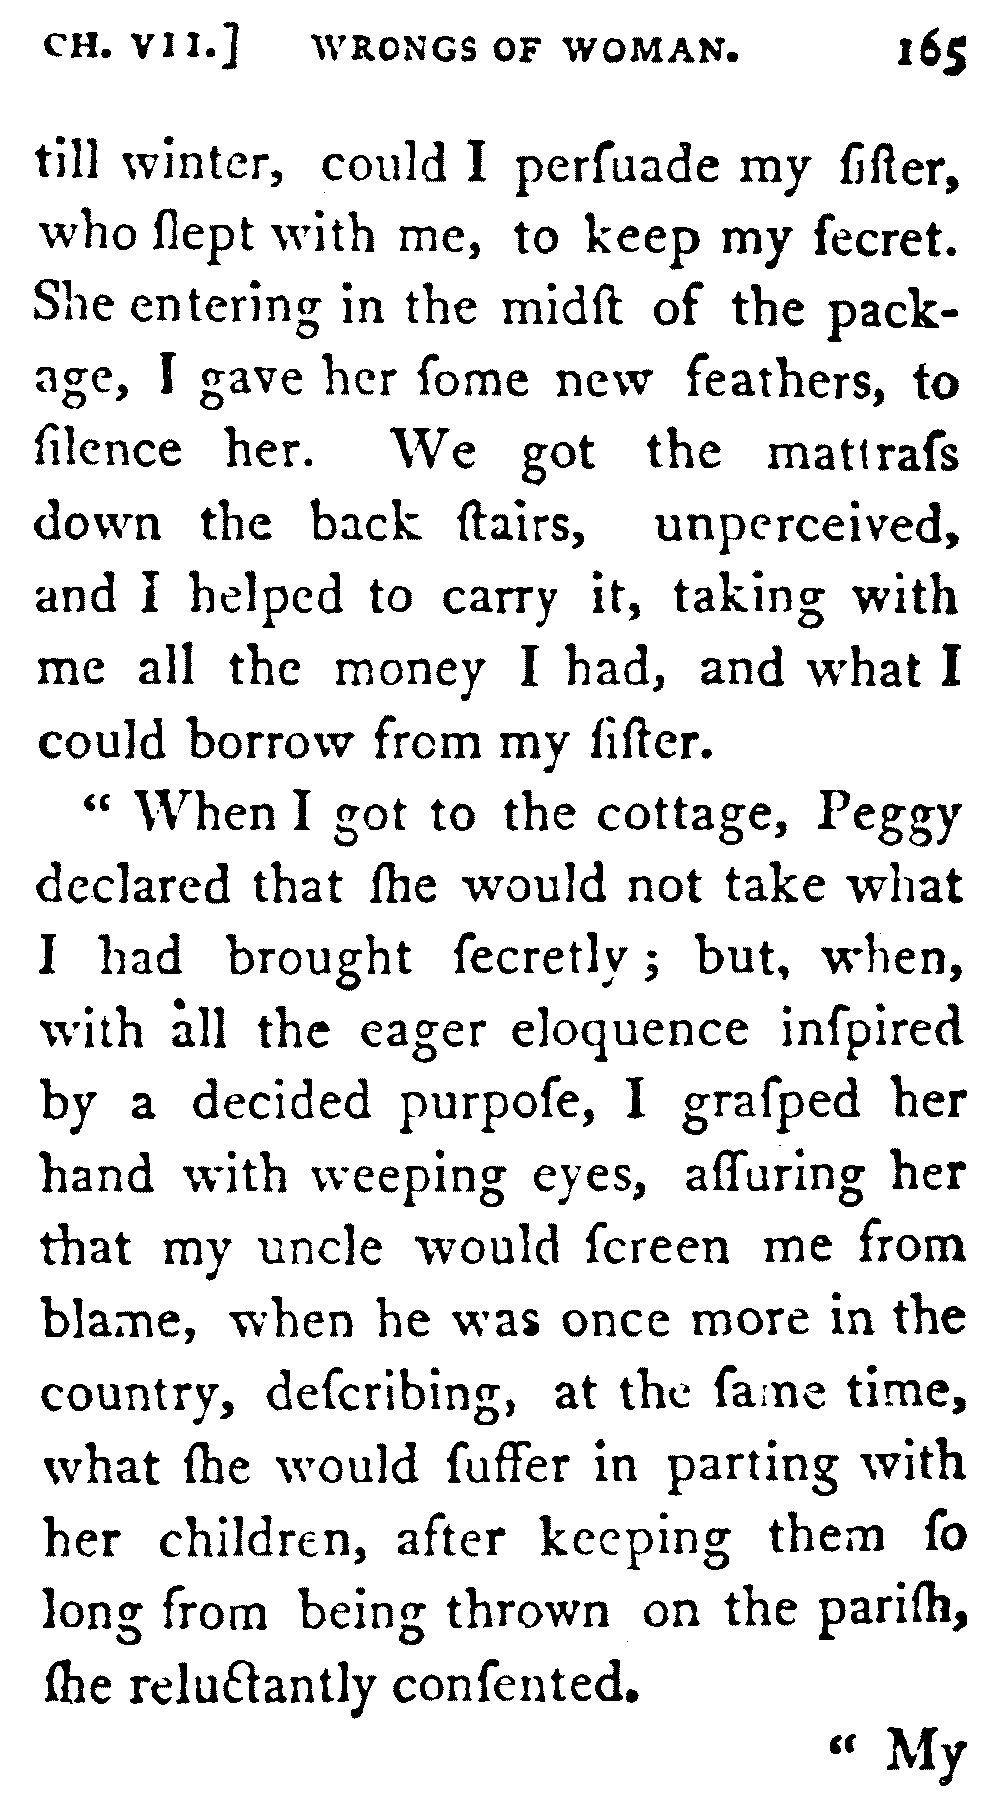 CH. VII.] WRONGS OF WOMAN. 165
till winter, could I perſuade my ſiſter,
who ſlept with me, to keep my ſecret.
She entering in the midſt of the pack-
age, I gave her ſome new feathers, to
ſilence her. We got the mattraſs
down the back ſtairs, unperceived,
and I helped to carry it, taking with
me all the money I had, and what I
could borrow from my ſiſter.
“ When I got to the cottage, Peggy
declared that ſhe would not take what
I had brought ſecretly ; but, when,
with all the eager eloquence inſpired
by a decided purpoſe, I graſped her
hand with weeping eyes, aſſuring her
that my uncle would ſcreen me from
blame, when he was once more in the
country, deſcribing, at the ſame time,
what ſhe would ſuffer in parting with
her children, after keeping them ſo
long from being thrown on the pariſh,
ſhe reluctantly conſented.
“ My